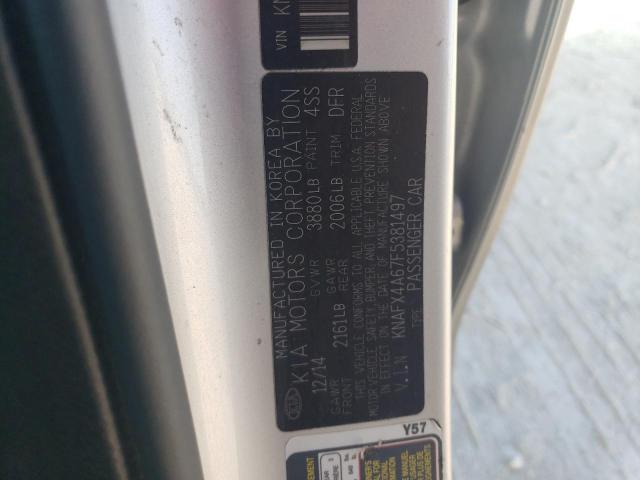 VIN KN
MANUFACTURED IN KOREA BY
KIA MOTORS CORPORATION
12/14 GVWR 3880LB PAINT 4SS
GAWR FRONT 2161LB GAWR REAR 2006LB TRIM DFR
THIS VEHICLE CONFORMS TO ALL APPLICABLE U.S.A. FEDERAL
MOTOR VEHICLE SAFETY, BUMPER, AND THEFT PREVENTION STANDARDS
IN EFFECT ON THE DATE OF MANUFACTURE SHOWN ABOVE
V.I.N KNAFX4A67F5381497
TYPE: PASSENGER CAR
KIA
Y57